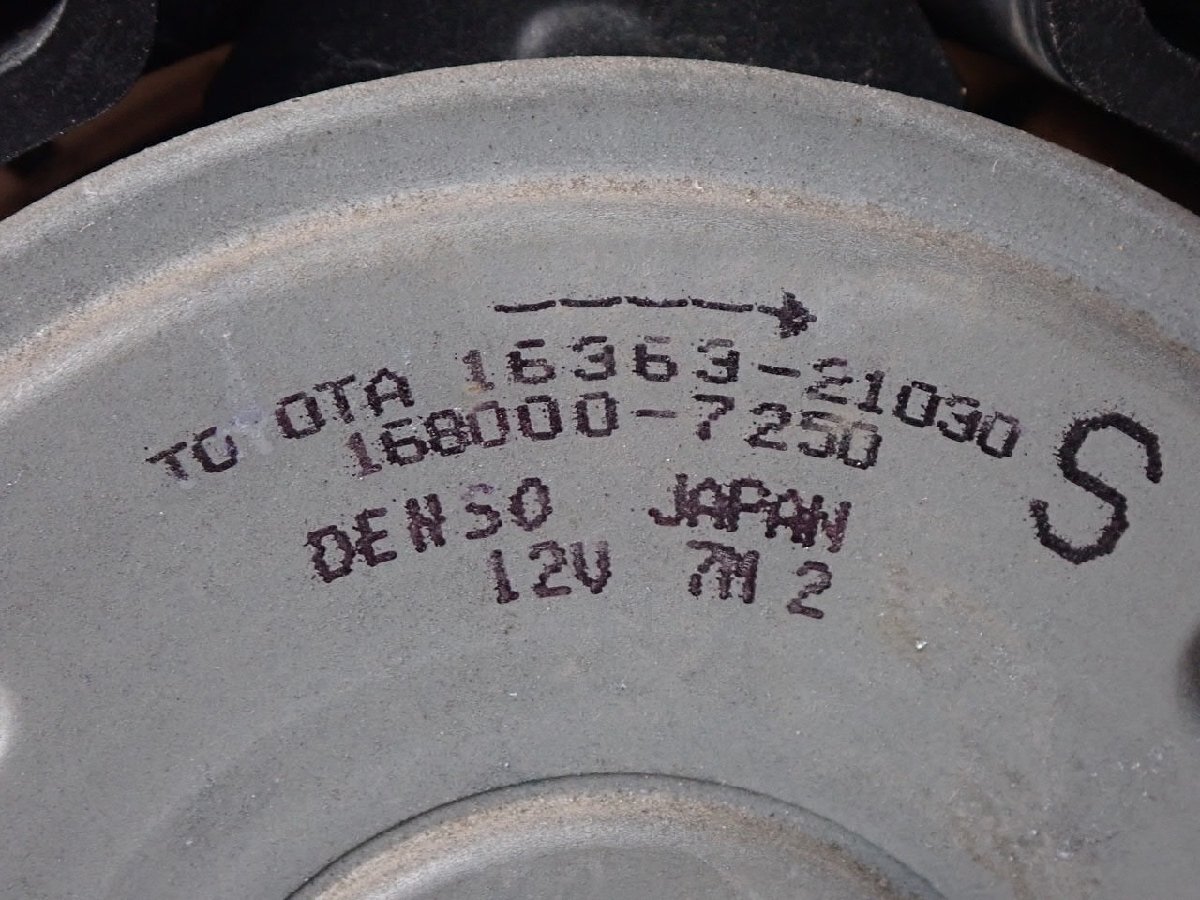 TOYOTA 16363-21030
168000-7250 S
DENSO JAPAN
12V 7M 2